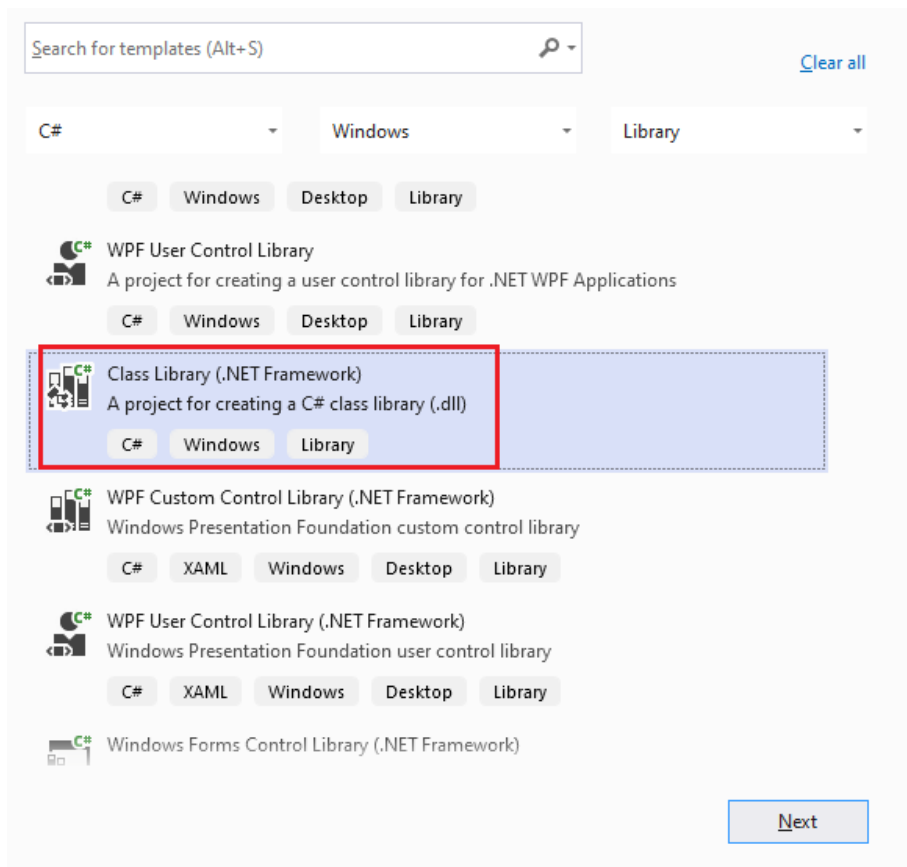 Search for templates (Alt+S)
Clear all
C# Windows Library
C# Windows Desktop Library
C#
WPF User Control Library
A project for creating a user control library for .NET WPF Applications
C# Windows Desktop Library
C#
Class Library (.NET Framework)
A project for creating a C# class library (.dll)
C# Windows Library
C#
WPF Custom Control Library (.NET Framework)
Windows Presentation Foundation custom control library
C# XAML Windows Desktop Library
C#
WPF User Control Library (.NET Framework)
Windows Presentation Foundation user control library
C# XAML Windows Desktop Library
C#
Windows Forms Control Library (.NET Framework)
Next